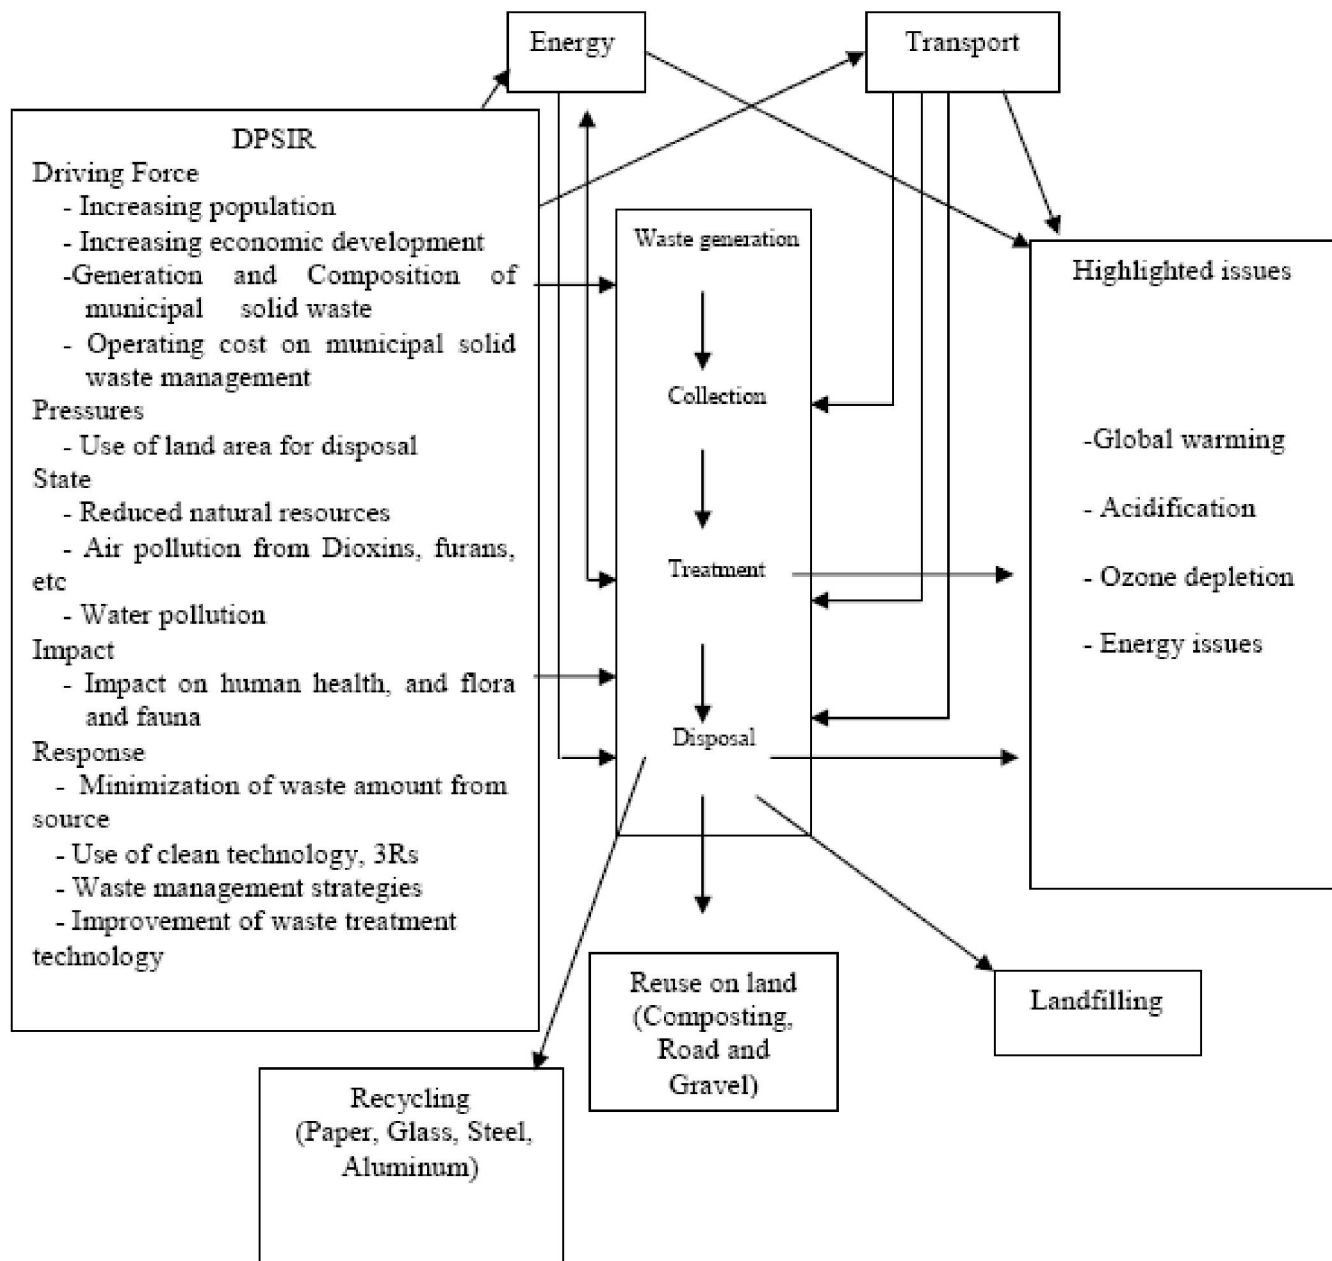 Energy
Transport
DPSIR
Driving Force
- Increasing population
- Increasing economic development
-Generation and Composition of
municipal solid waste
- Operating cost on municipal solid
waste management
Pressures
- Use of land area for disposal
State
- Reduced natural resources
- Air pollution from Dioxins, furans,
etc
- Water pollution
Impact
- Impact on human health, and flora
and fauna
Response
- Minimization of waste amount from
source
- Use of clean technology, 3Rs
- Waste management strategies
- Improvement of waste treatment
technology
Waste generation
Collection
Treatment
Disposal
Highlighted issues
-Global warming
- Acidification
- Ozone depletion
- Energy issues
Recycling
(Paper, Glass, Steel,
Aluminum)
Reuse on land
(Composting,
Road and
Gravel)
Landfilling